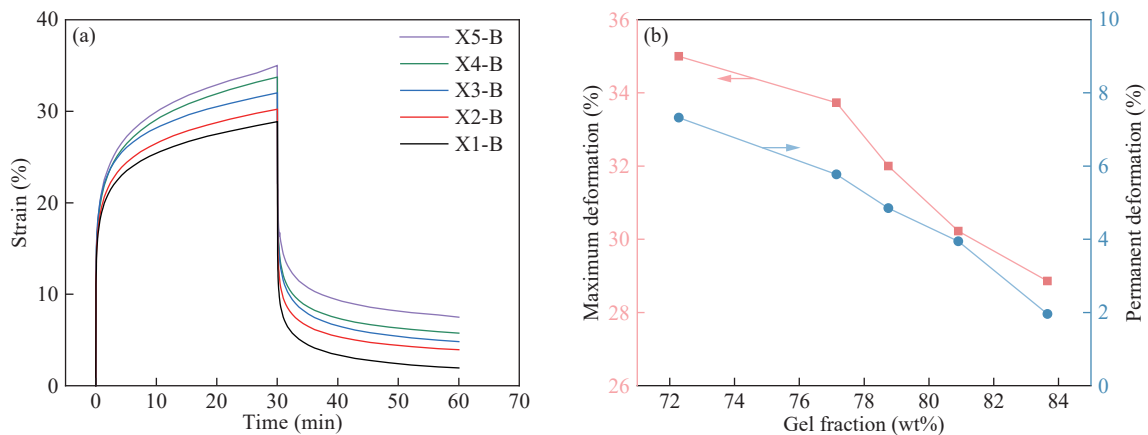 (a)
X5-B
X4-B
X3-B
X2-B
X1-B
40
30
20
10
0
Strain (%)
-5 0 10 20 30 40 50 60 70
Time (min)
(b)
36
34
32
30
28
26
Maximum deformation (%)
10
8
6
4
2
0
Permanent deformation (%)
72 74 76 78 80 82 84
Gel fraction (wt%)